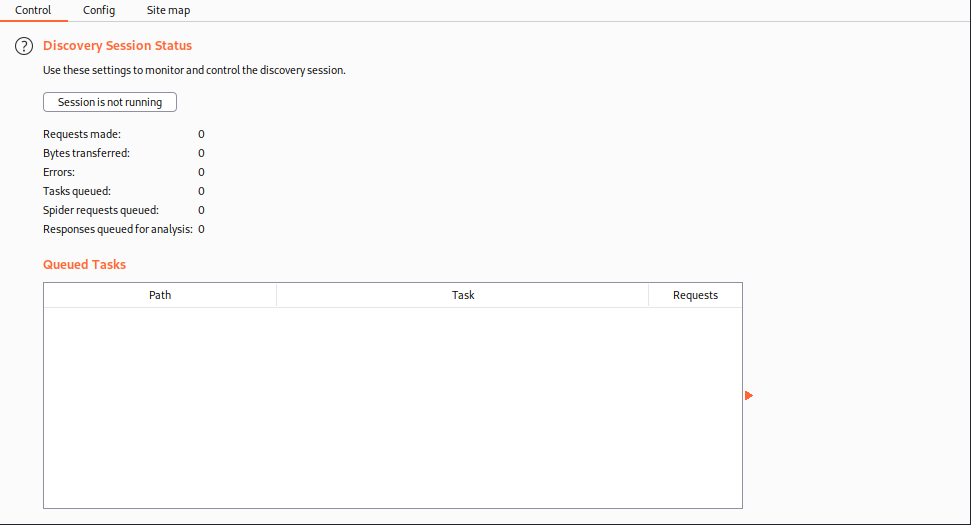 Control Config Site map
? Discovery Session Status
Use these settings to monitor and control the discovery session.
Session is not running
Requests made: 0
Bytes transferred: 0
Errors: 0
Tasks queued: 0
Spider requests queued: 0
Responses queued for analysis: 0
Queued Tasks
Path Task Requests